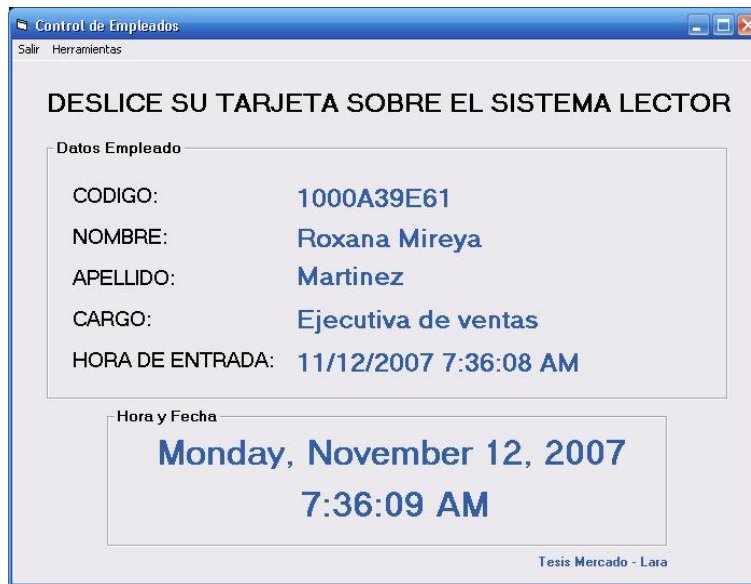 Control de Empleados
Salir Herramientas
DESLICE SU TARJETA SOBRE EL SISTEMA LECTOR
Datos Empleado
CODIGO: 1000A39E61
NOMBRE: Roxana Mireya
APELLIDO: Martinez
CARGO: Ejecutiva de ventas
HORA DE ENTRADA: 11/12/2007 7:36:08 AM
Hora y Fecha
Monday, November 12, 2007
7:36:09 AM
Tesis Mercado - Lara